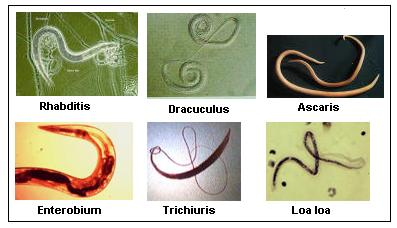 Rhabditis
Dracuculus
Ascaris
Enterobium
Trichiuris
Loa loa